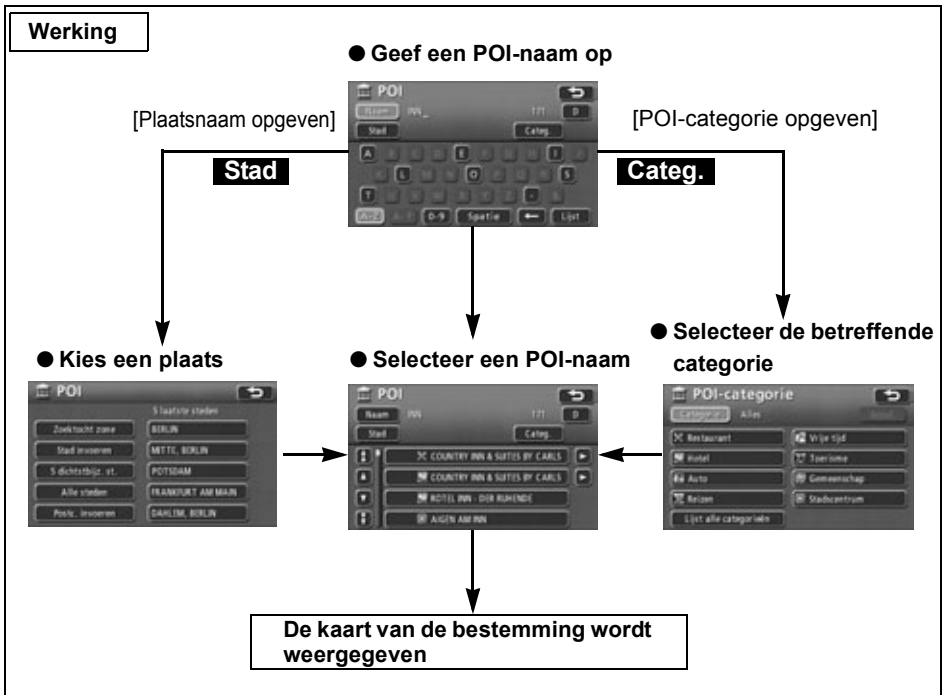 Werking
● Geef een POI-naam op
POI
Naam INN_ 171 D
Stad Categ.
[Plaatsnaam opgeven]
[POI-categorie opgeven]
Stad
Categ.
A E I
L O S
T
A-Z 0-9 Spatie ← Lijst
● Kies een plaats
POI
5 laatste steden
Zoektocht zone BERLIN
Stad invoeren MITTE, BERLIN
5 dichtstbijz. st. POTSDAM
Alle steden FRANKFURT AM MAIN
Postc. invoeren DAHLEM, BERLIN
● Selecteer een POI-naam
POI
Naam INN 171 D
Stad Categ.
COUNTRY INN & SUITES BY CARLS
COUNTRY INN & SUITES BY CARLS
ROTEL INN - DER RUHENDE
AIGEN AM INN
● Selecteer de betreffende
categorie
POI-categorie
Categorie Alles
Restaurant Vrije tijd
Hotel Toerisme
Auto Gemeenschap
Reizen Stadscentrum
Lijst alle categorieën
De kaart van de bestemming wordt
weergegeven